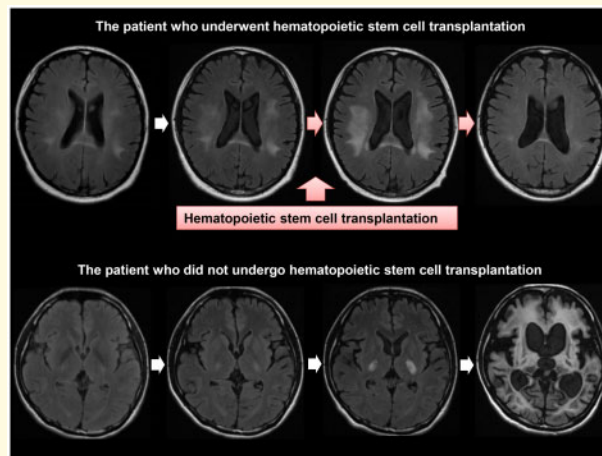 The patient who underwent hematopoietic stem cell transplantation
Hematopoietic stem cell transplantation
The patient who did not undergo hematopoietic stem cell transplantation